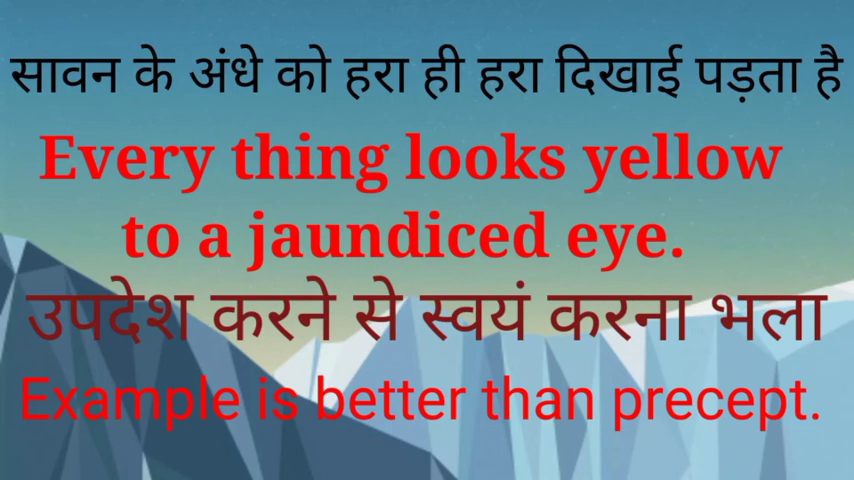 सावन के अंधे को हरा ही हरा दिखाई पड़ता है
Every thing looks yellow
to a jaundiced eye.
उपदेश करने से स्वयं करना भला
Example is better than precept.